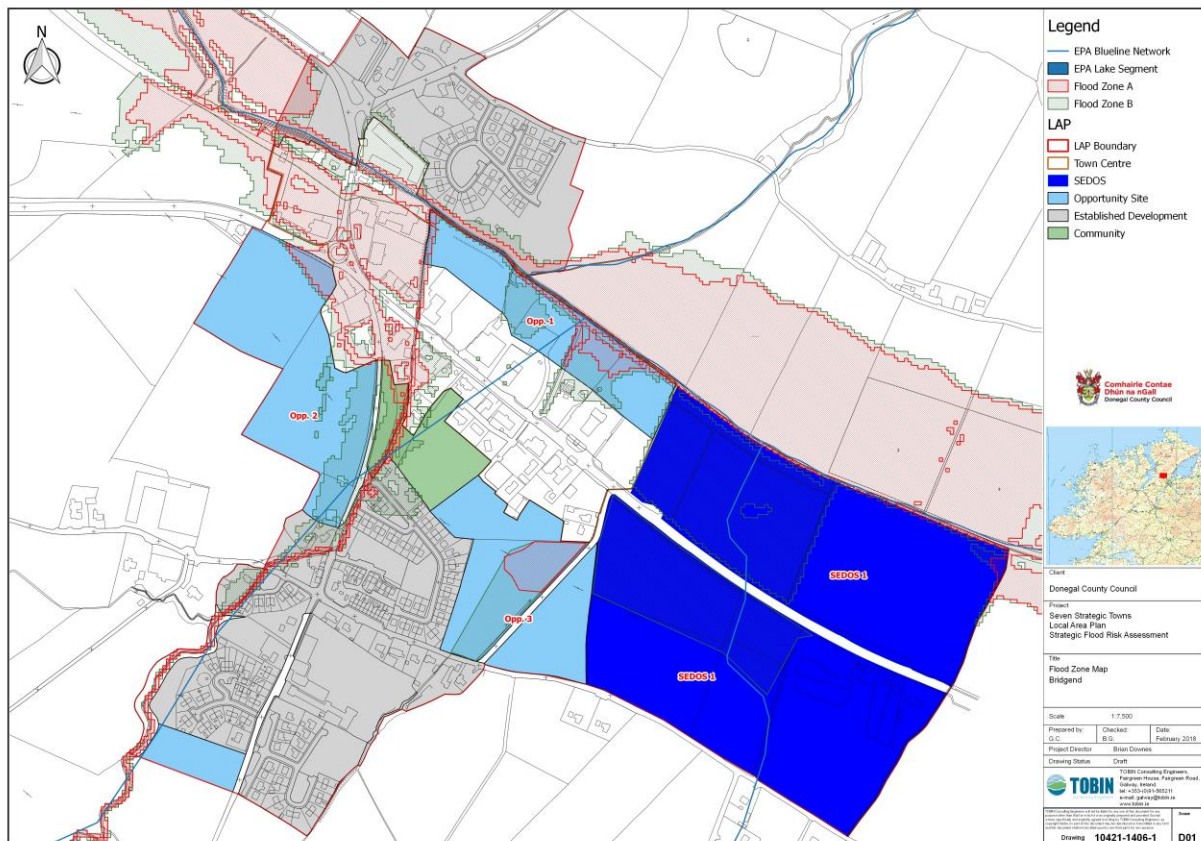 N
Opp. 1
Opp. 2
Opp. 3
SEDOS 1
SEDOS 1
Legend
EPA Blueline Network
EPA Lake Segment
Flood Zone A
Flood Zone B
LAP
LAP Boundary
Town Centre
SEDOS
Opportunity Site
Established Development
Community
Comhairle Contae
Dhún na nGall
Donegal County Council
Client
Donegal County Council
Project
Seven Strategic Towns
Local Area Plan
Strategic Flood Risk Assessment
Title
Flood Zone Map
Bridgend
Scale 1:7,500
Prepared by: Checked: Date:
G.C. B.G. February 2018
Project Director Brian Downes
Drawing Status Draft
TOBIN
TOBIN Consulting Engineers,
Fairgreen House, Fairgreen Road,
Galway, Ireland.
www.tobin.ie
Drawing 10421-1406-1 D01